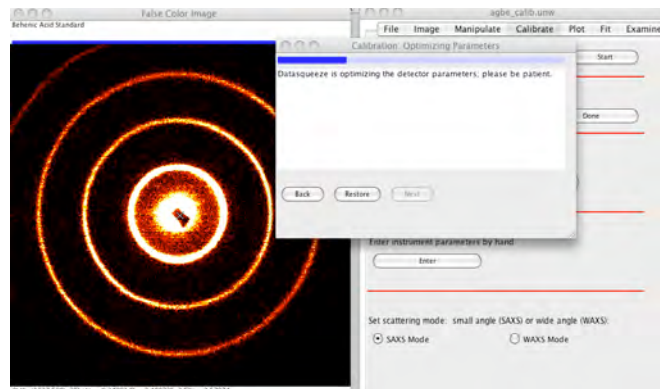 False Color Image
Behenic Acid Standard
agbe_calib.unw
File Image Manipulate Calibrate Plot Fit Examine
Calibration: Optimizing Parameters
Datasqueeze is optimizing the detector parameters; please be patient.
Start
Done
Back Restore Next
Enter instrument parameters by hand
Enter
Set scattering mode: small angle (SAXS) or wide angle (WAXS):
SAXS Mode WAXS Mode